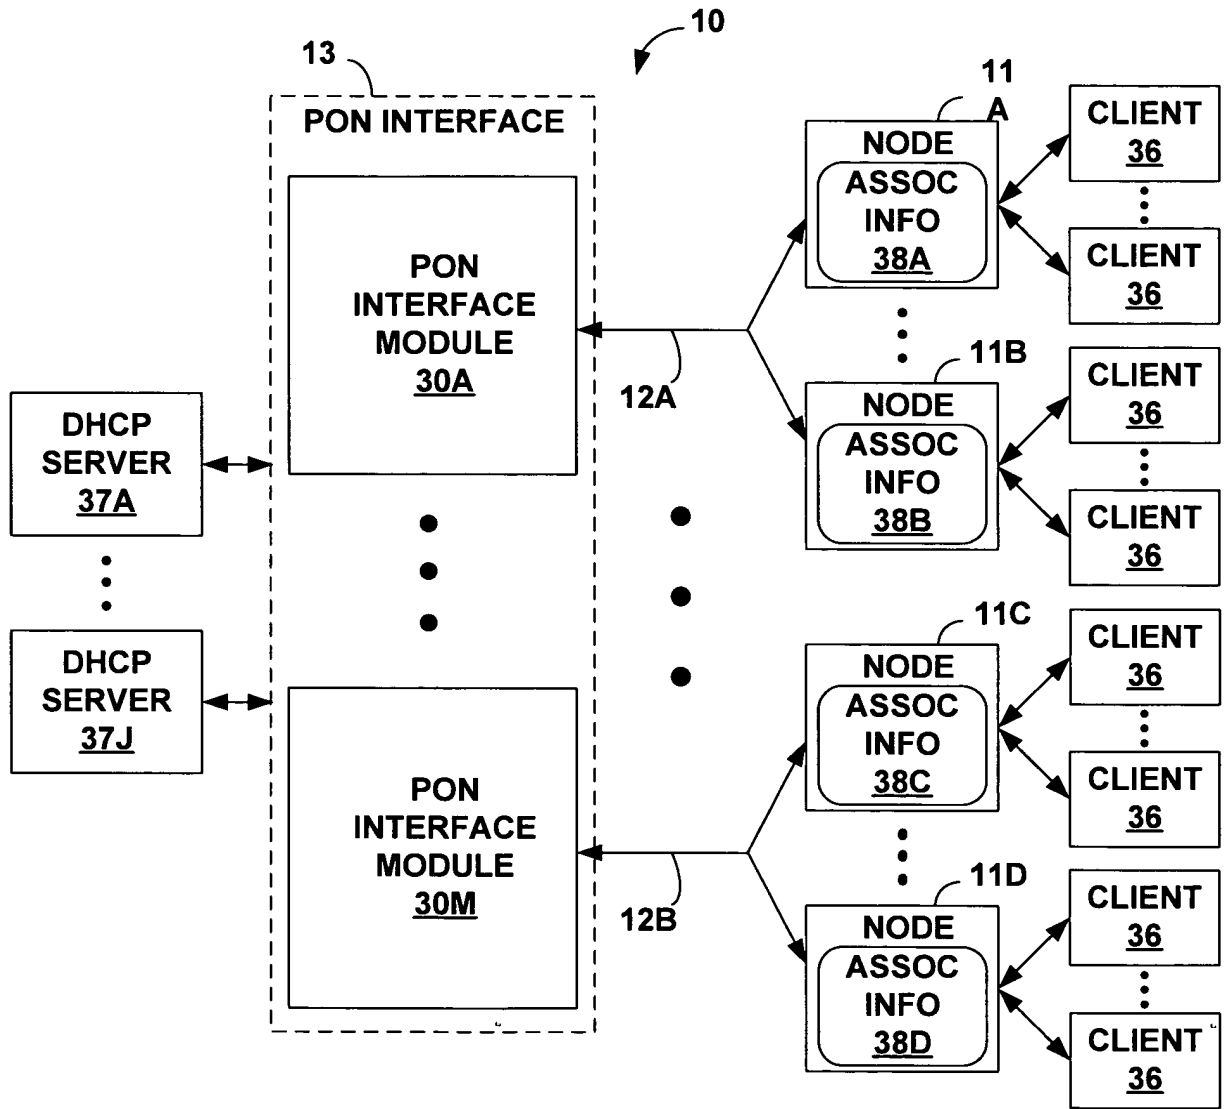 10
13
PON INTERFACE
PON
INTERFACE
MODULE
30A
PON
INTERFACE
MODULE
30M
DHCP
SERVER
37A
DHCP
SERVER
37J
12A
12B
11
A
NODE
ASSOC
INFO
38A
11B
NODE
ASSOC
INFO
38B
11C
NODE
ASSOC
INFO
38C
11D
NODE
ASSOC
INFO
38D
CLIENT
36
CLIENT
36
CLIENT
36
CLIENT
36
CLIENT
36
CLIENT
36
CLIENT
36
CLIENT
36